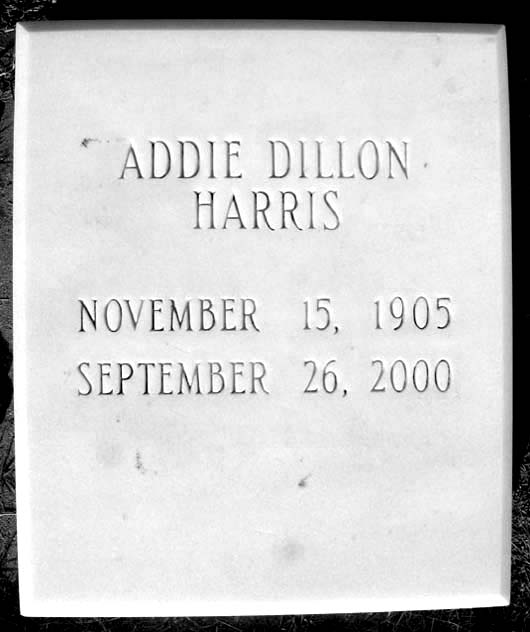 ADDIE DILLON
HARRIS
NOVEMBER 15, 1905
SEPTEMBER 26, 2000